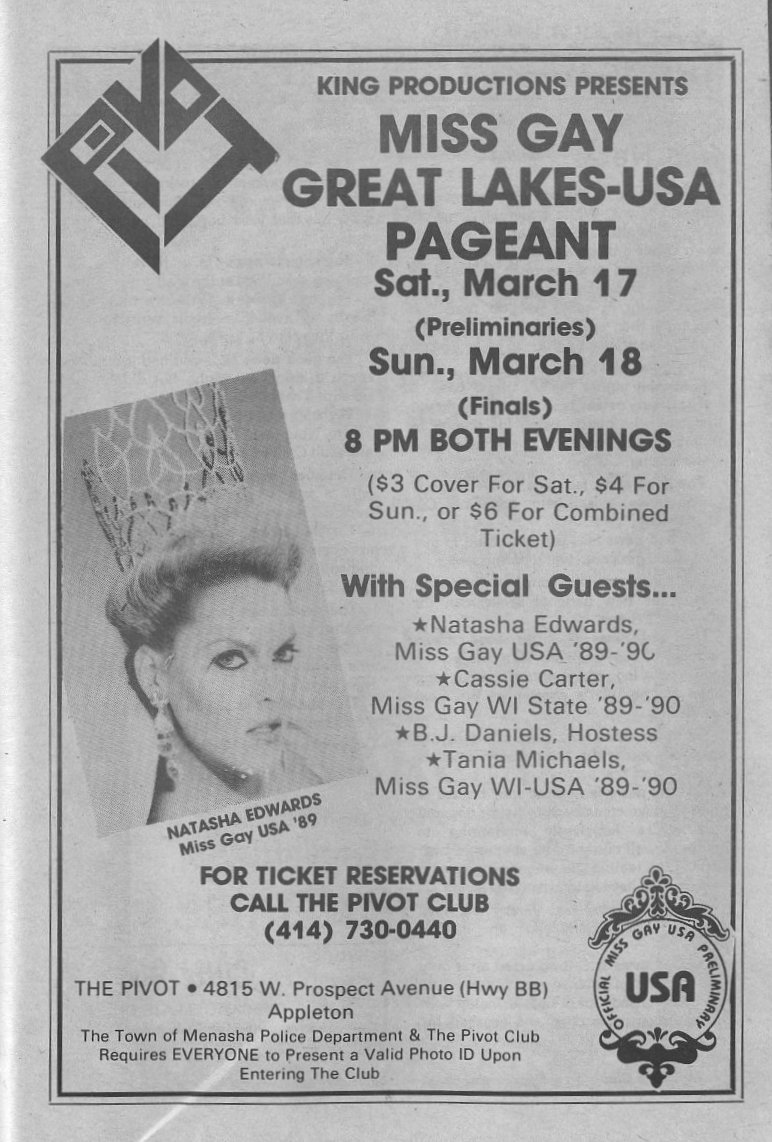 PIVOT
KING PRODUCTIONS PRESENTS
MISS GAY
GREAT LAKES-USA
PAGEANT
Sat., March 17
(Preliminaries)
Sun., March 18
(Finals)
8 PM BOTH EVENINGS
($3 Cover For Sat., $4 For
Sun., or $6 For Combined
Ticket)
With Special Guests...
★Natasha Edwards,
Miss Gay USA '89-'90
★Cassie Carter,
Miss Gay WI State '89-'90
★B.J. Daniels, Hostess
★Tania Michaels,
Miss Gay WI-USA '89-'90
NATASHA EDWARDS
Miss Gay USA '89
FOR TICKET RESERVATIONS
CALL THE PIVOT CLUB
(414) 730-0440
THE PIVOT • 4815 W. Prospect Avenue (Hwy BB)
Appleton
The Town of Menasha Police Department & The Pivot Club
Requires EVERYONE to Present a Valid Photo ID Upon
Entering The Club
OFFICIAL MISS GAY USA PRELIMINARY
USA